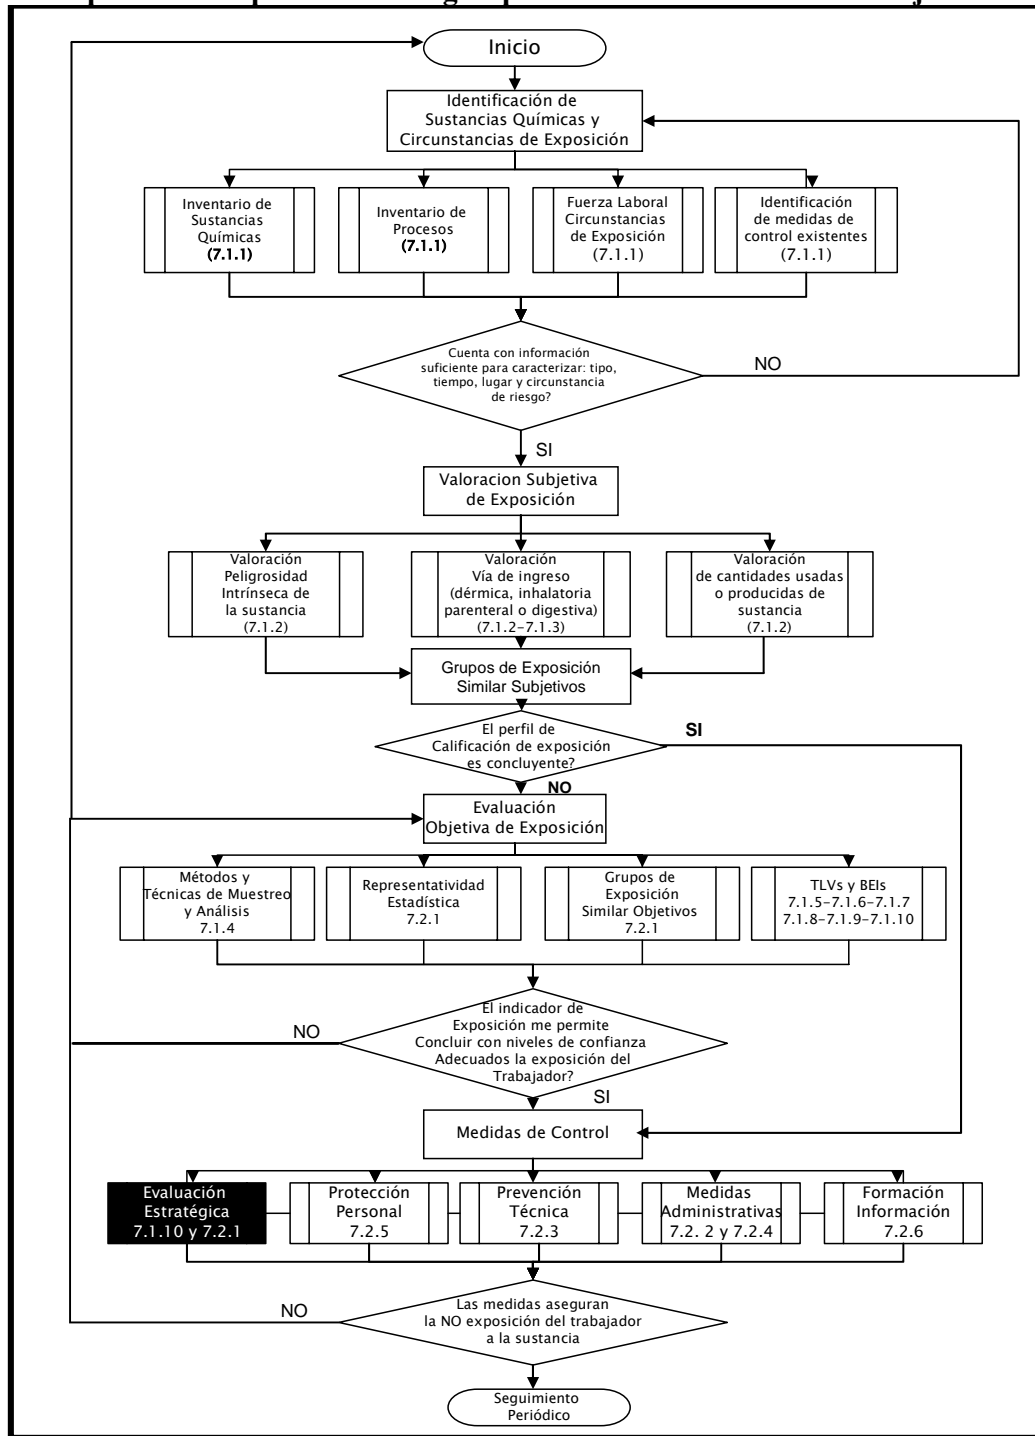 Inicio
Identificación de
Sustancias Químicas y
Circunstancias de Exposición
Inventario de
Sustancias
Químicas
(7.1.1)
Inventario de
Procesos
(7.1.1)
Fuerza Laboral
Circunstancias
de Exposición
(7.1.1)
Identificación
de medidas de
control existentes
(7.1.1)
Cuenta con información
suficiente para caracterizar: tipo,
tiempo, lugar y circunstancia
de riesgo?
NO
SI
Valoracion Subjetiva
de Exposición
Valoración
Peligrosidad
Intrínseca de
la sustancia
(7.1.2)
Valoración
Vía de ingreso
(dérmica, inhalatoria
parenteral o digestiva)
(7.1.2-7.1.3)
Valoración
de cantidades usadas
o producidas de
sustancia
(7.1.2)
Grupos de Exposición
Similar Subjetivos
El perfil de
Calificación de exposición
es concluyente?
SI
NO
Evaluación
Objetiva de Exposición
Métodos y
Técnicas de Muestreo
y Análisis
7.1.4
Representatividad
Estadística
7.2.1
Grupos de
Exposición
Similar Objetivos
7.2.1
TLVs y BEIs
7.1.5-7.1.6-7.1.7
7.1.8-7.1.9-7.1.10
El indicador de
Exposición me permite
Concluir con niveles de confianza
Adecuados la exposición del
Trabajador?
NO
SI
Medidas de Control
Evaluación
Estratégica
7.1.10 y 7.2.1
Protección
Personal
7.2.5
Prevención
Técnica
7.2.3
Medidas
Administrativas
7.2. 2 y 7.2.4
Formación
Información
7.2.6
Las medidas aseguran
la NO exposición del trabajador
a la sustancia
NO
Seguimiento
Periódico